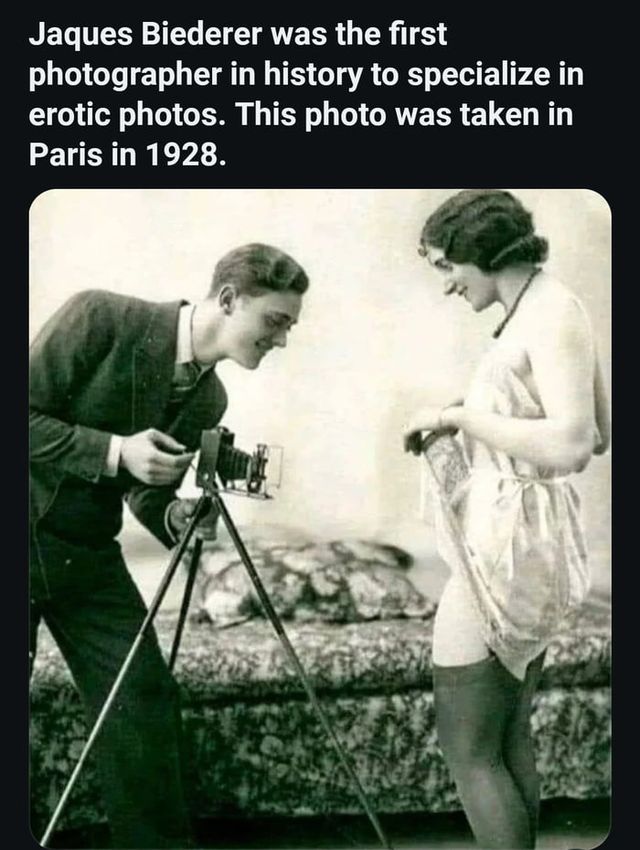 Jaques Biederer was the first
photographer in history to specialize in
erotic photos. This photo was taken in
Paris in 1928.